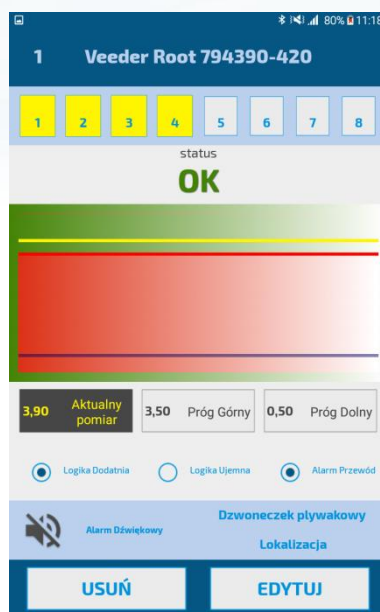 80% 11:18
1 Veeder Root 794390-420
1 2 3 4 5 6 7 8
status
OK
3,90 Aktualny pomiar 3,50 Próg Górny 0,50 Próg Dolny
Logika Dodatnia Logika Ujemna Alarm Przewód
Dzwoneczek plywakowy
Alarm Dźwiękowy
Lokalizacja
USUŃ EDYTUJ